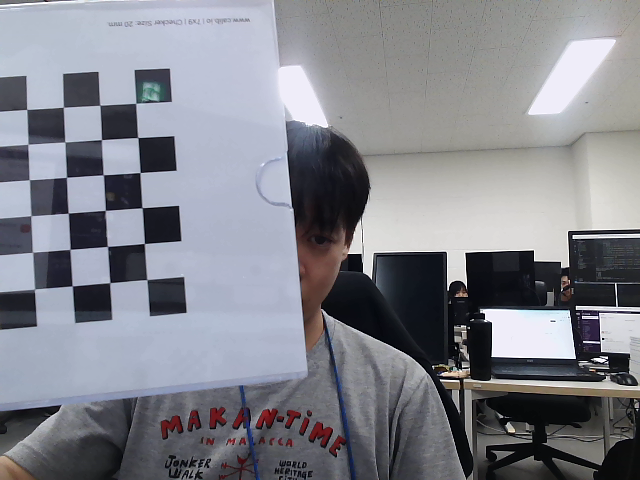 www.calib.io | 7x9 | Checker Size: 20 mm
MAKAN-TiME
IN MALACCA
JONKER
WALK
WORLD
HERITAGE